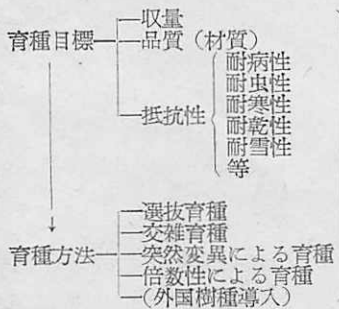 収量
育種目標
品質（材質）
耐病性
耐虫性
耐寒性
抵抗性
耐乾性
耐雪性
等
選抜育種
交雑育種
育種方法
突然変異による育種
倍数性による育種
（外国樹種導入）